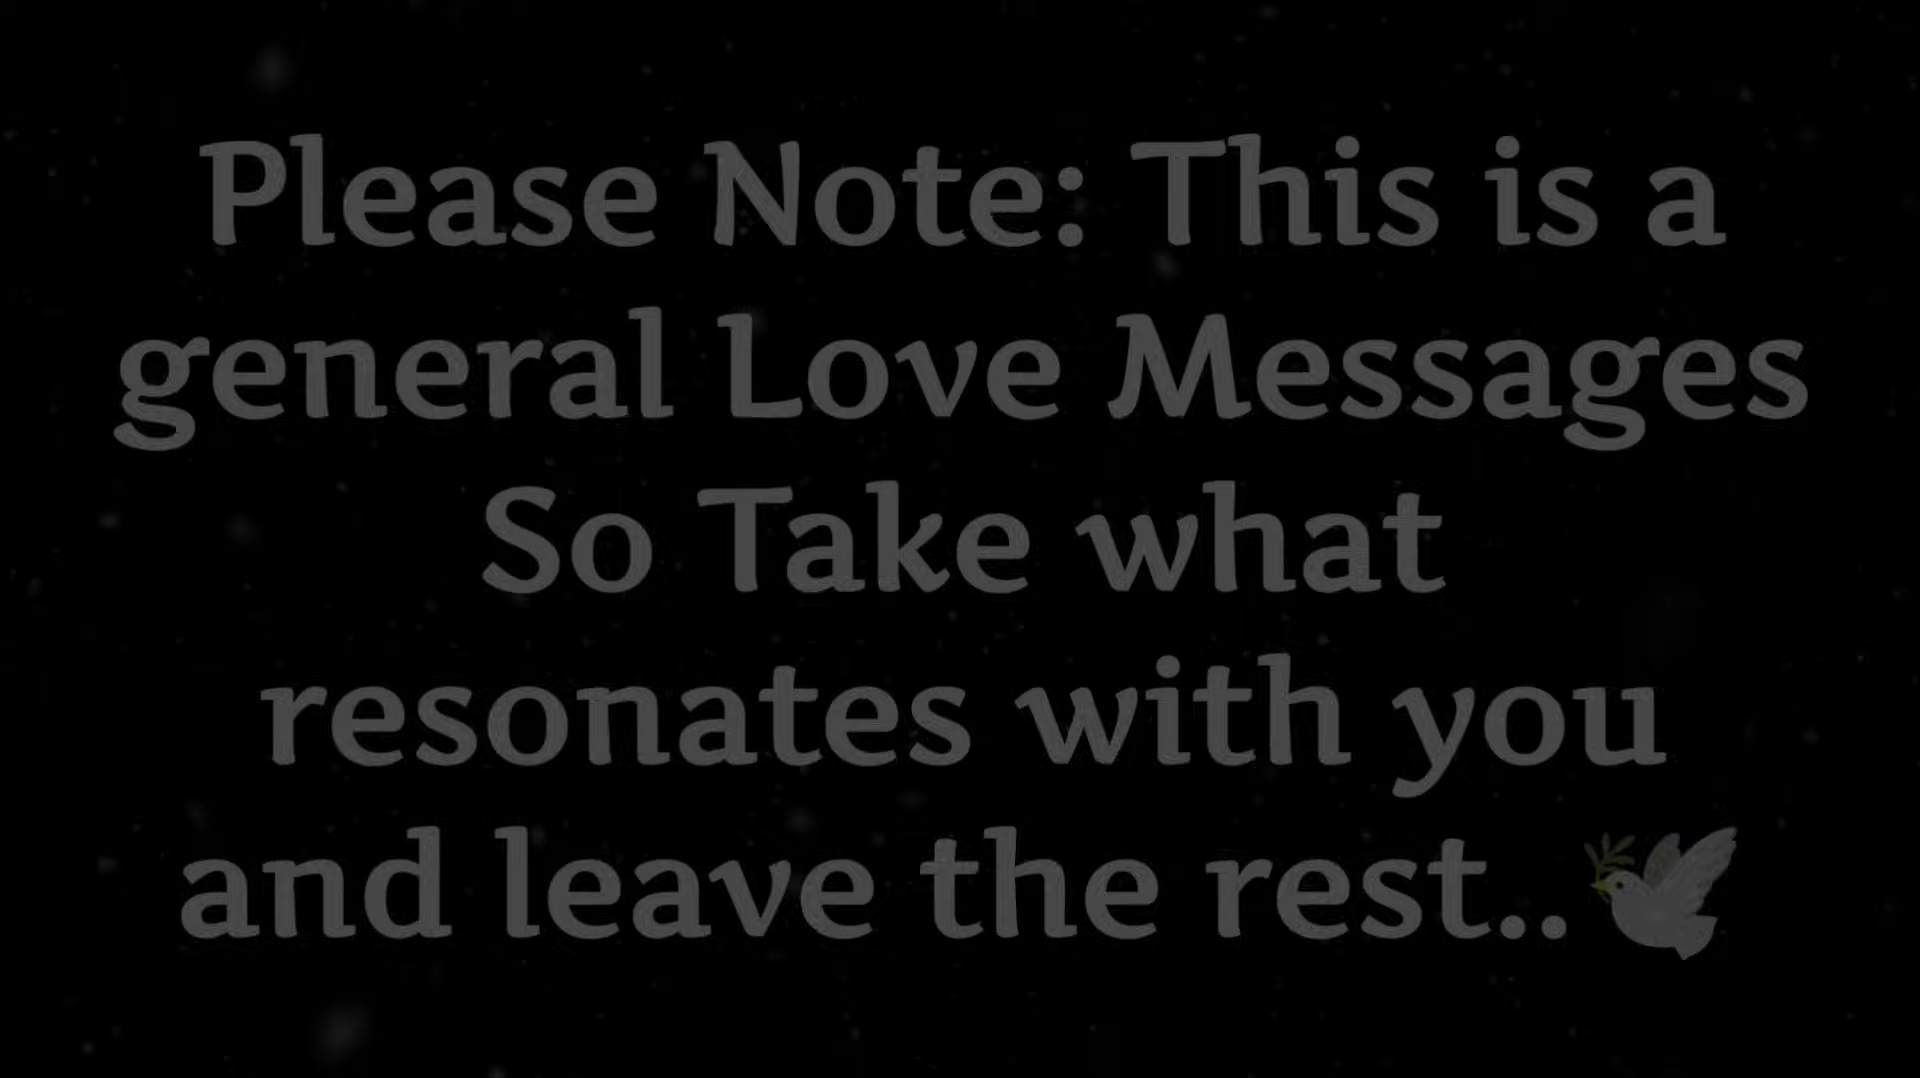 Please Note: This is a
general Love Messages
So Take what
resonates with you
and leave the rest..🕊️